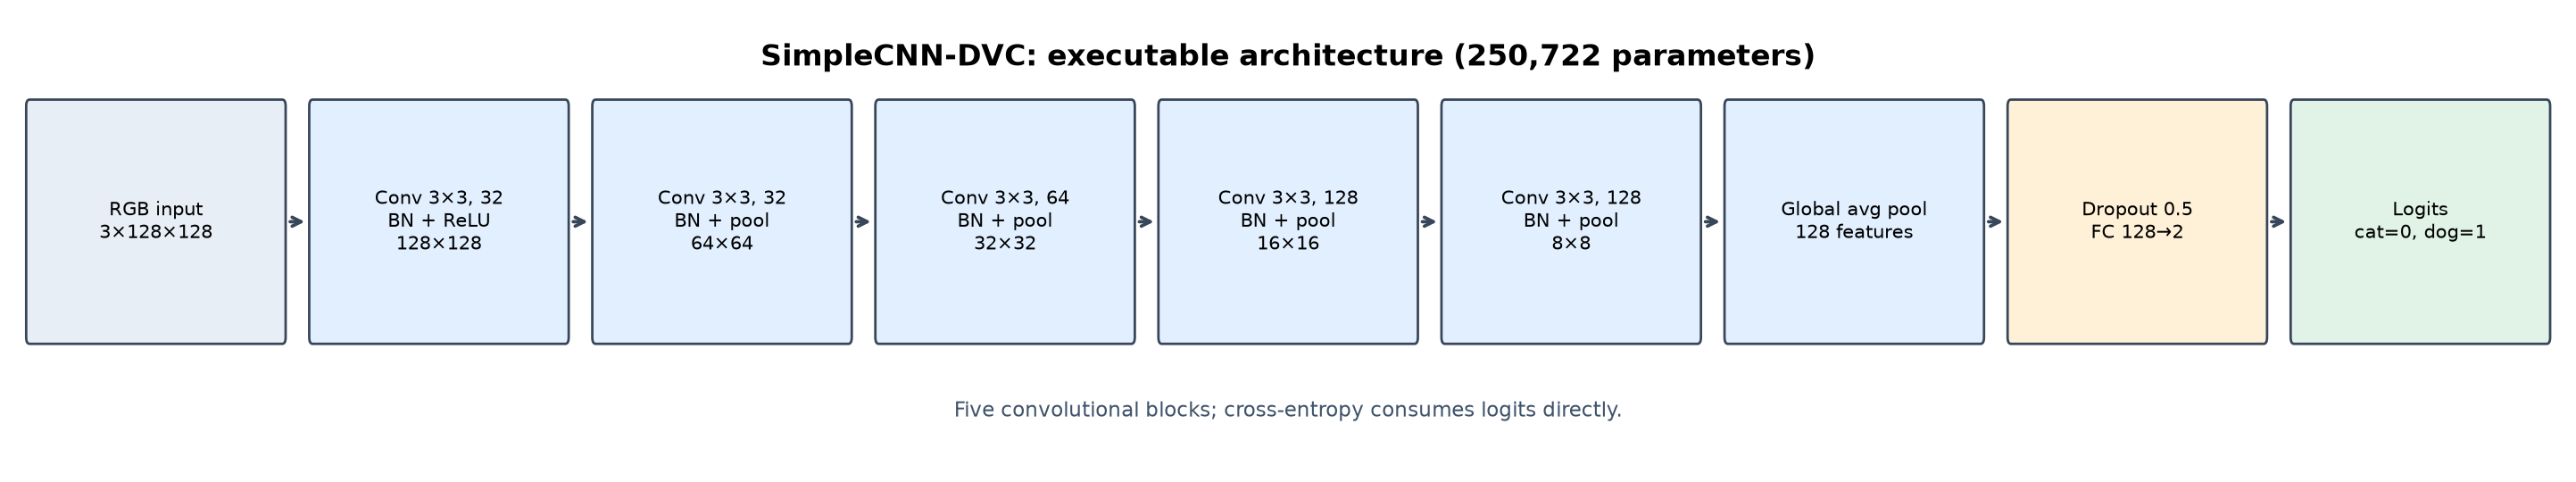 SimpleCNN-DVC: executable architecture (250,722 parameters)
RGB input
3×128×128
Conv 3×3, 32
BN + ReLU
128×128
Conv 3×3, 32
BN + pool
64×64
Conv 3×3, 64
BN + pool
32×32
Conv 3×3, 128
BN + pool
16×16
Conv 3×3, 128
BN + pool
8×8
Global avg pool
128 features
Dropout 0.5
FC 128→2
Logits
cat=0, dog=1
Five convolutional blocks; cross-entropy consumes logits directly.